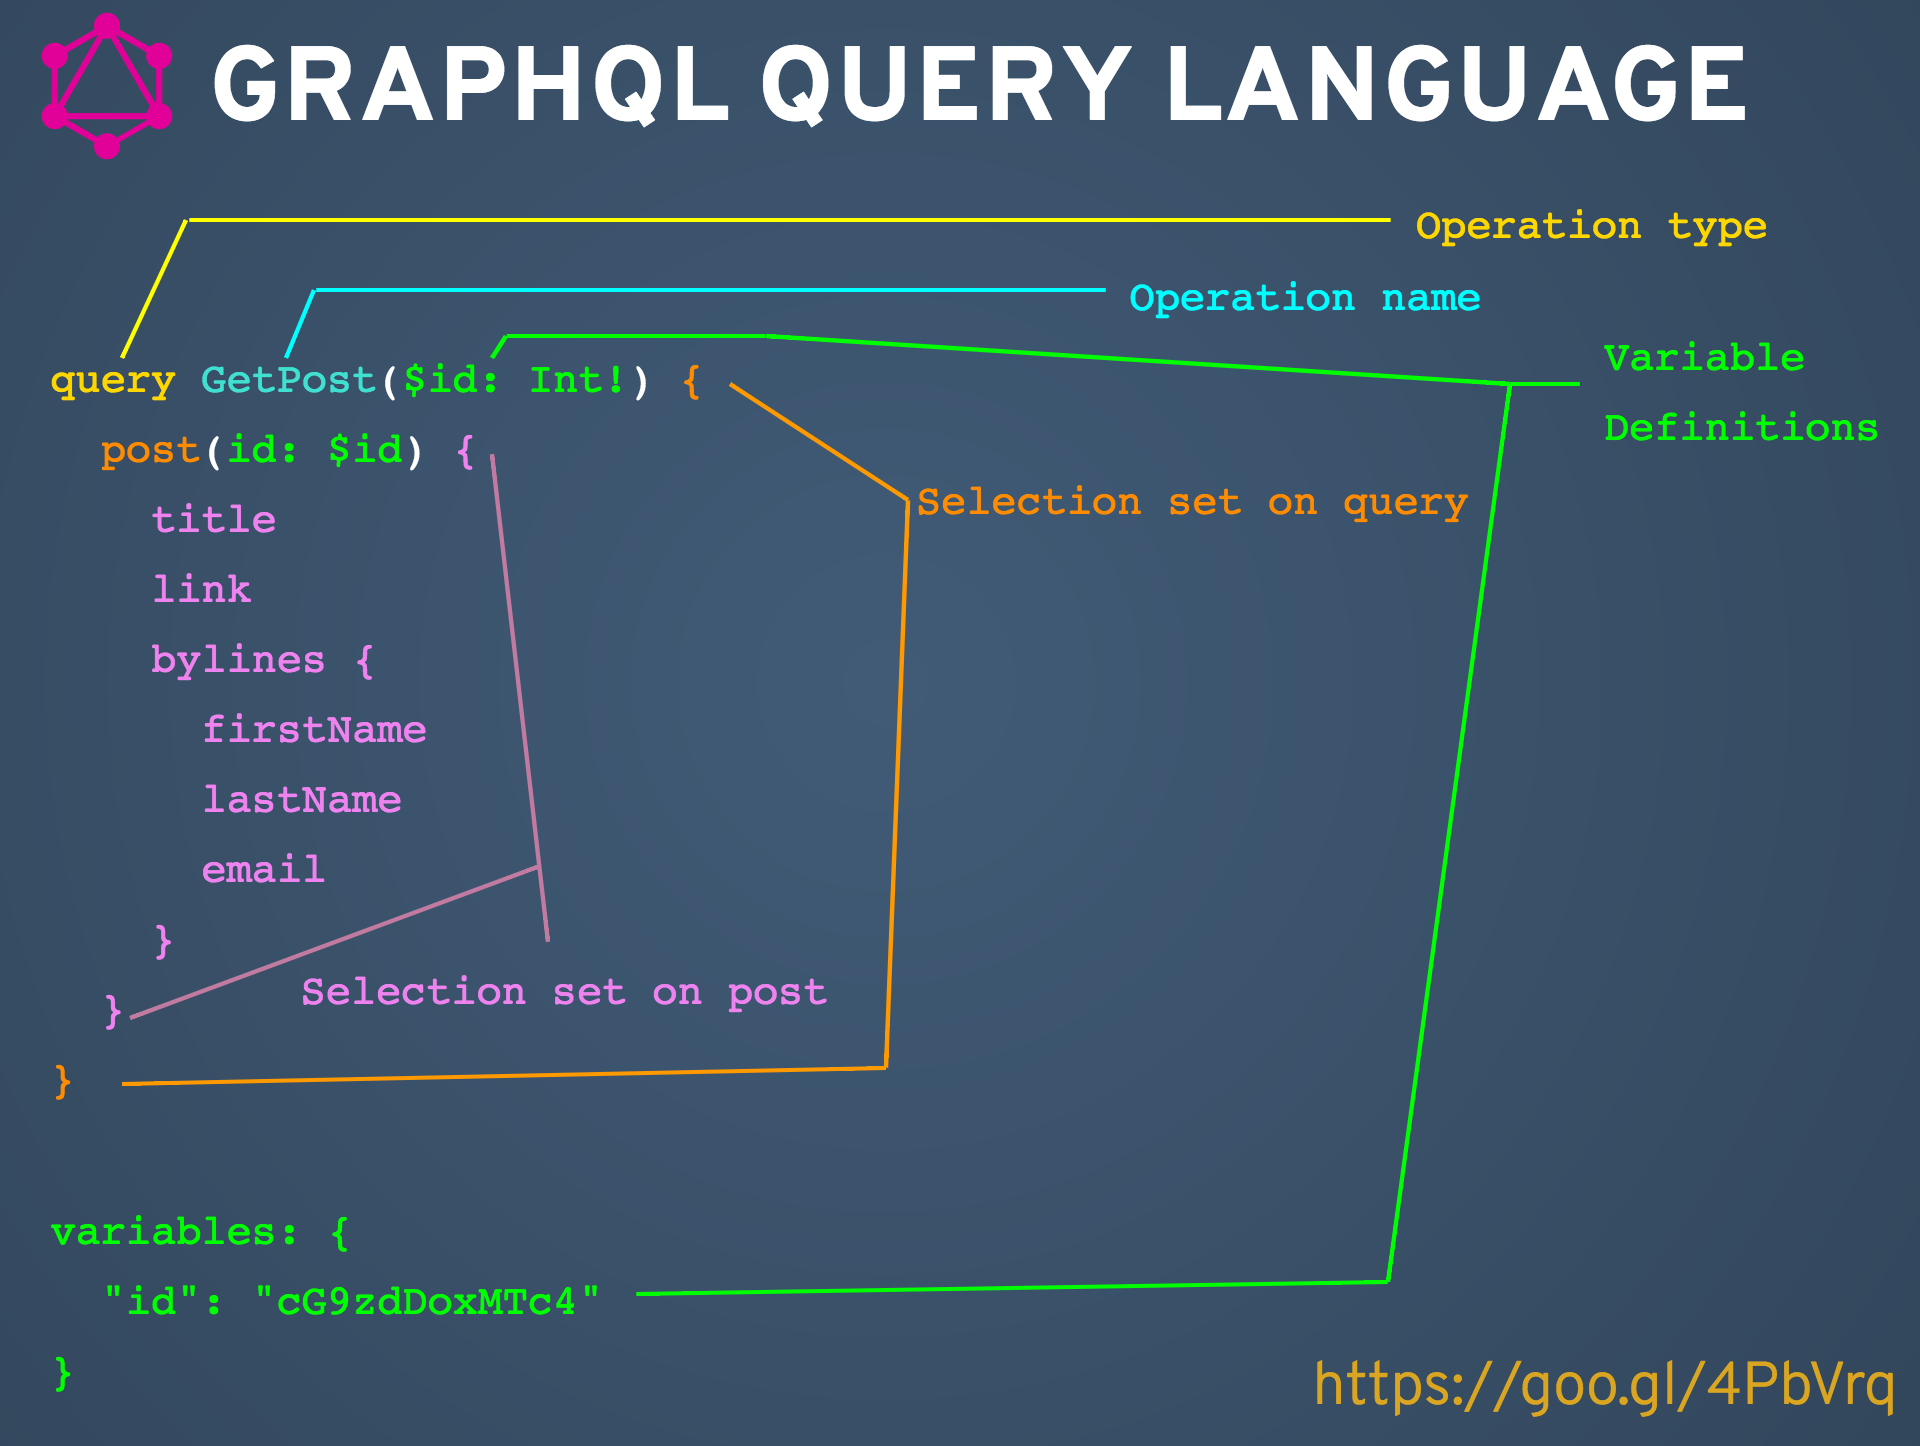 GRAPHQL QUERY LANGUAGE
Operation type
Operation name
Variable
Definitions
query GetPost($id: Int!) {
post(id: $id) {
Selection set on query
title
link
bylines {
firstName
lastName
email
}
Selection set on post
}
}
variables: {
"id": "cG9zdDoxMTc4"
}
https://goo.gl/4PbVrq